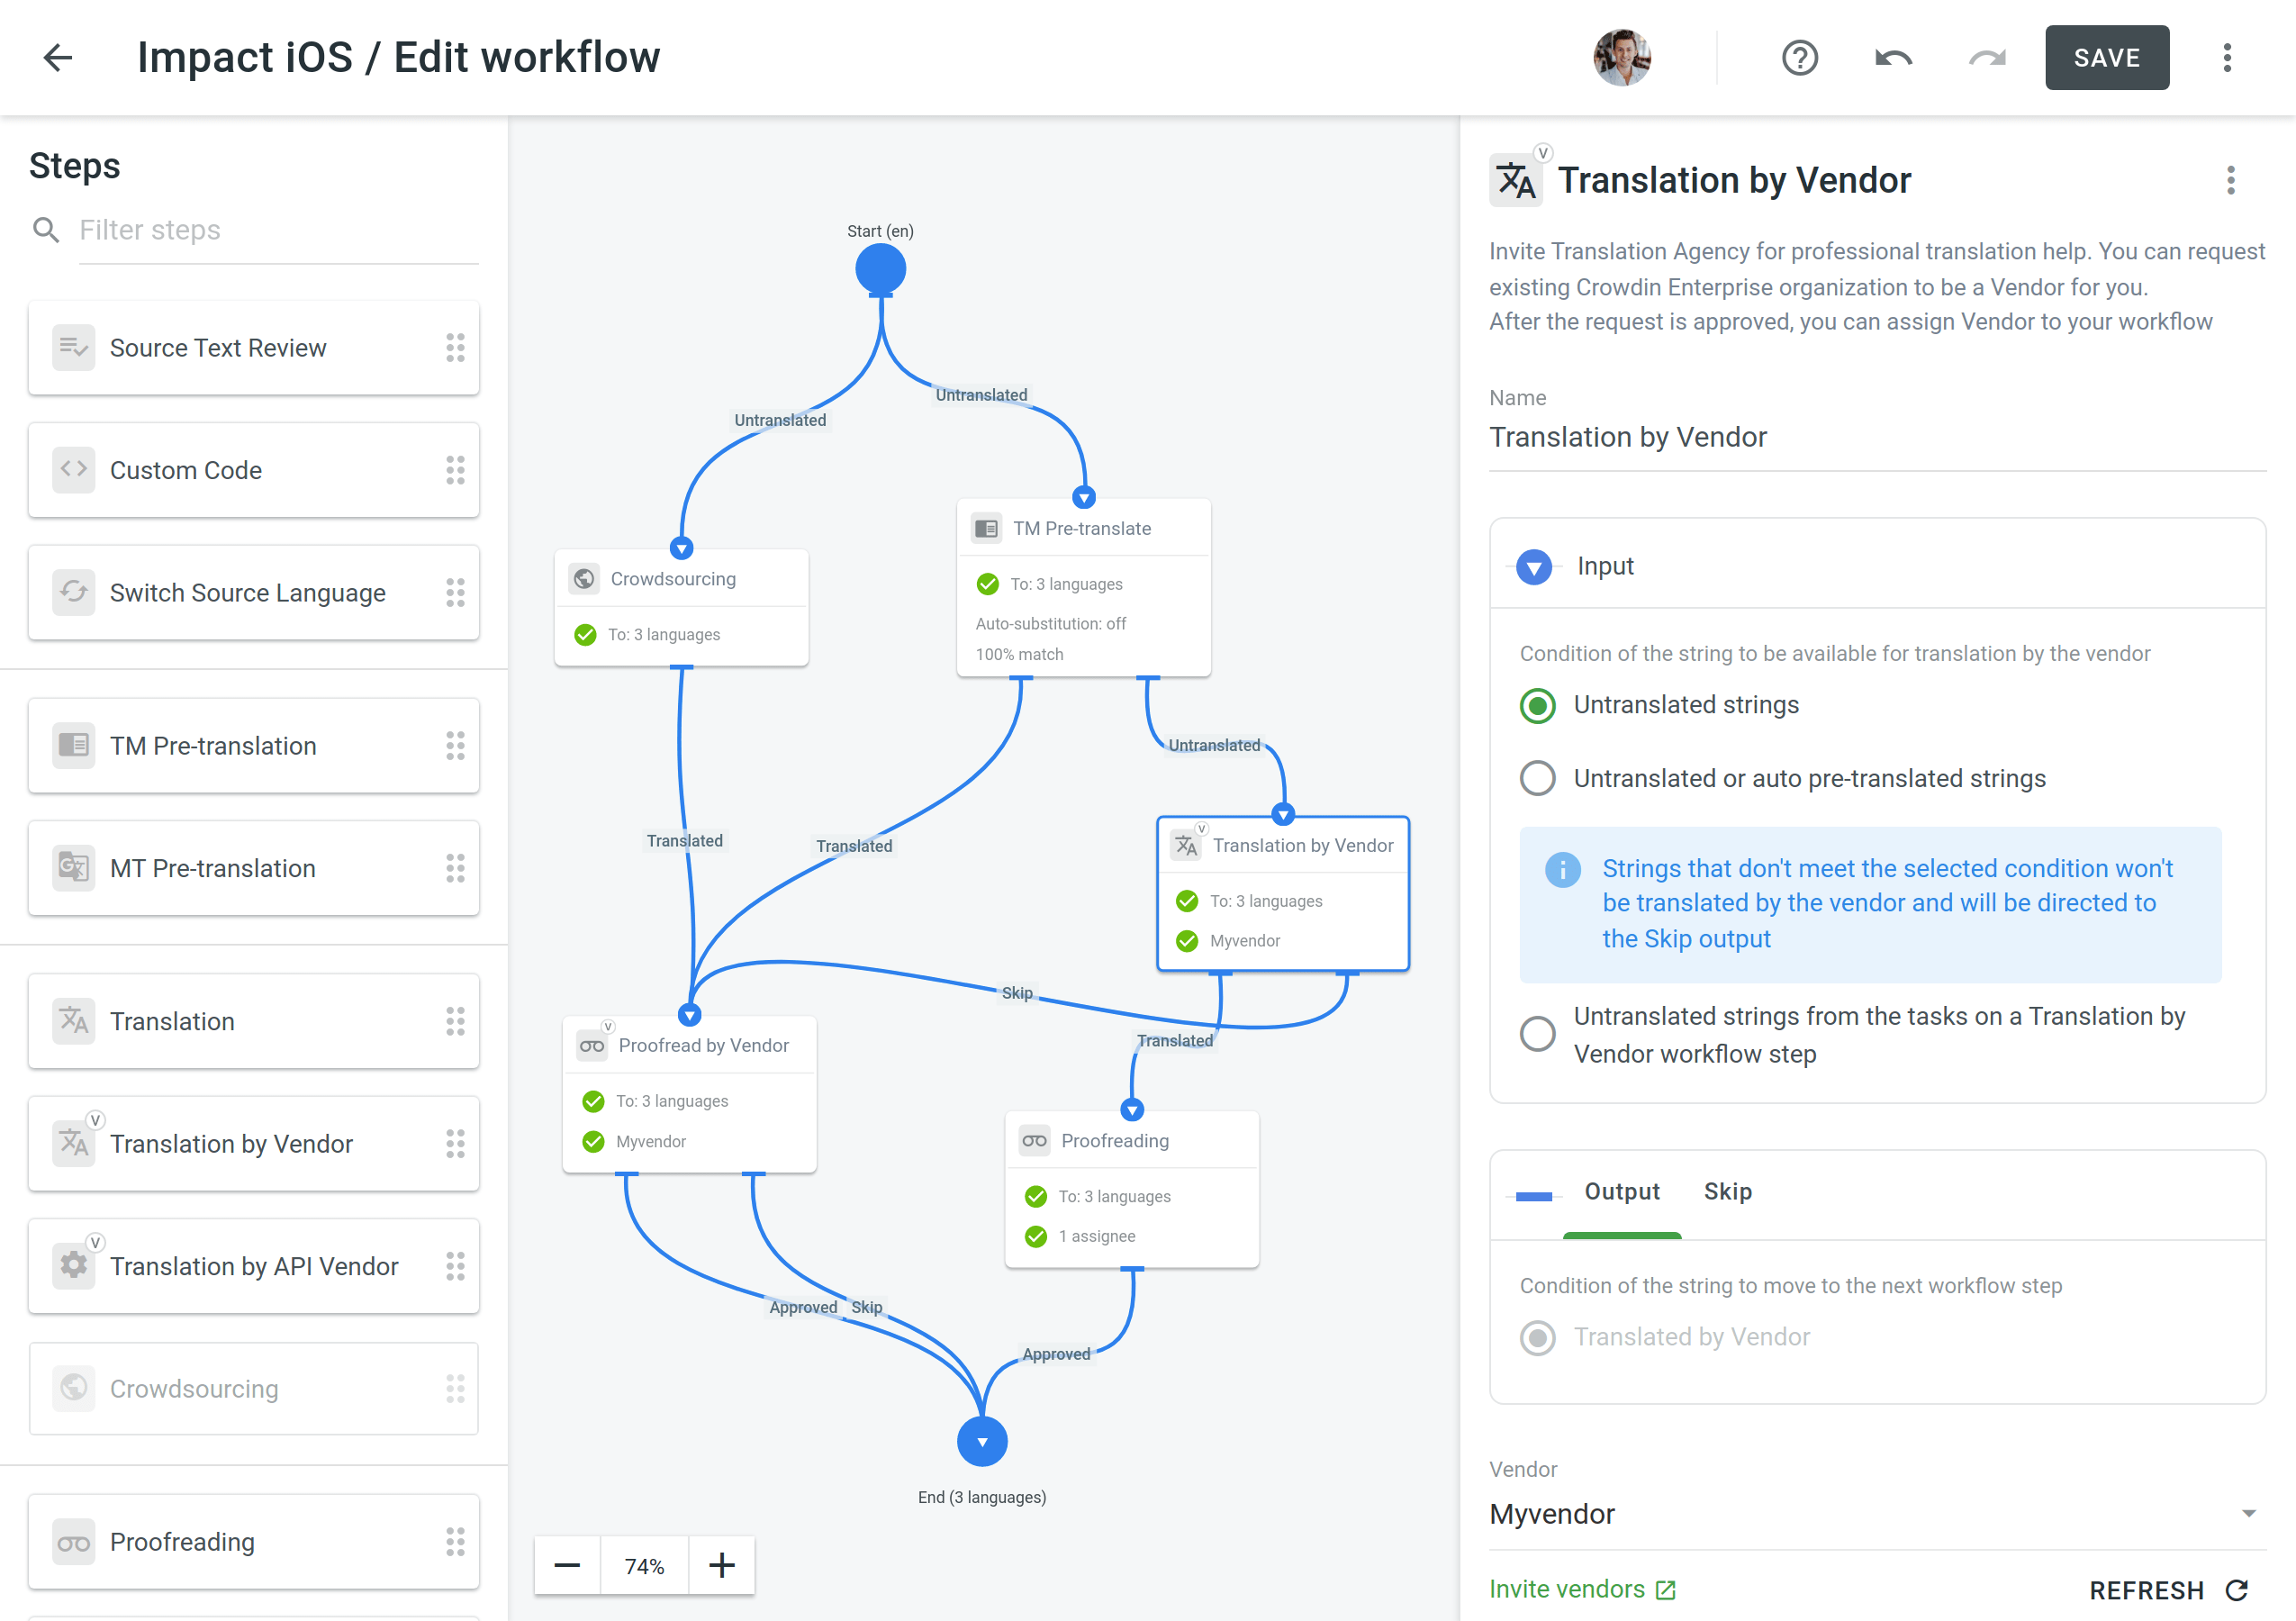 Impact iOS / Edit workflow
SAVE
Steps
Filter steps
Source Text Review
Custom Code
Switch Source Language
TM Pre-translation
MT Pre-translation
Translation
V
Translation by Vendor
V
Translation by API Vendor
Crowdsourcing
Proofreading
Start (en)
Untranslated
Untranslated
TM Pre-translate
To: 3 languages
Auto-substitution: off
100% match
Crowdsourcing
To: 3 languages
Untranslated
Translated
Translated
V
Translation by Vendor
To: 3 languages
Myvendor
Skip
Translated
V
Proofread by Vendor
To: 3 languages
Myvendor
Proofreading
To: 3 languages
1 assignee
Approved
Skip
Approved
End (3 languages)
74%
V
Translation by Vendor
Invite Translation Agency for professional translation help. You can request
existing Crowdin Enterprise organization to be a Vendor for you.
After the request is approved, you can assign Vendor to your workflow
Name
Translation by Vendor
Input
Condition of the string to be available for translation by the vendor
Untranslated strings
Untranslated or auto pre-translated strings
Strings that don't meet the selected condition won't
be translated by the vendor and will be directed to
the Skip output
Untranslated strings from the tasks on a Translation by
Vendor workflow step
Output Skip
Condition of the string to move to the next workflow step
Translated by Vendor
Vendor
Myvendor
Invite vendors
REFRESH